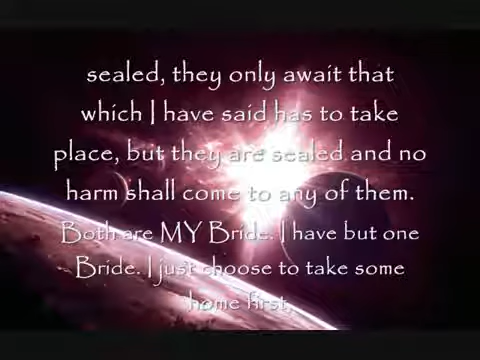 sealed, they only await that
which I have said has to take
place, but they are sealed and no
harm shall come to any of them.
Both are MY Bride. I have but one
Bride. I just choose to take some
home first.